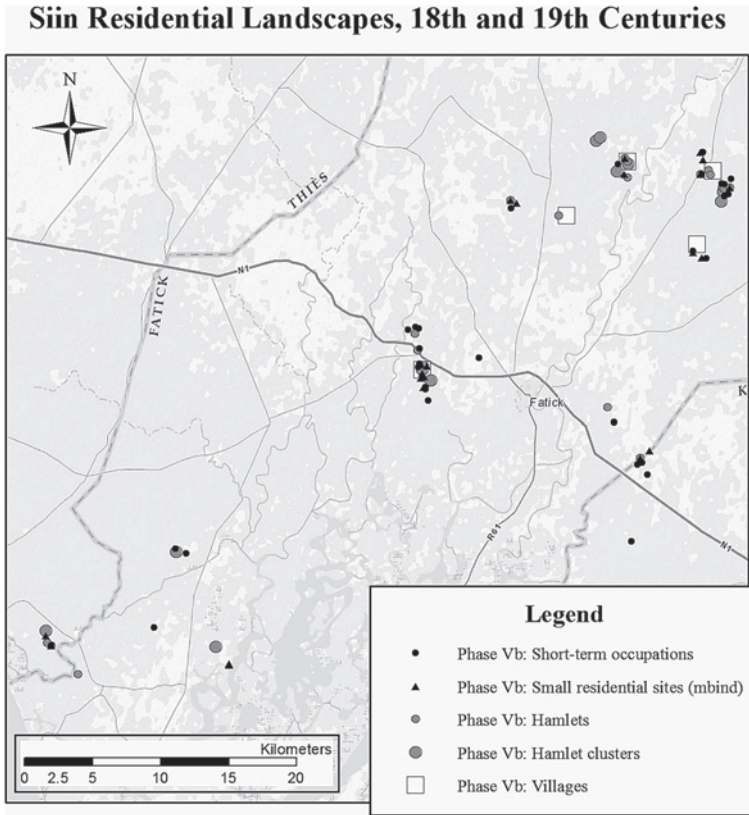 Siin Residential Landscapes, 18th and 19th Centuries
N
THIÈS
N1
FATICK
Fatick
K
R61
N1
Legend
Phase Vb: Short-term occupations
Phase Vb: Small residential sites (mbind)
Phase Vb: Hamlets
Phase Vb: Hamlet clusters
Phase Vb: Villages
Kilometers
0 2.5 5 10 15 20